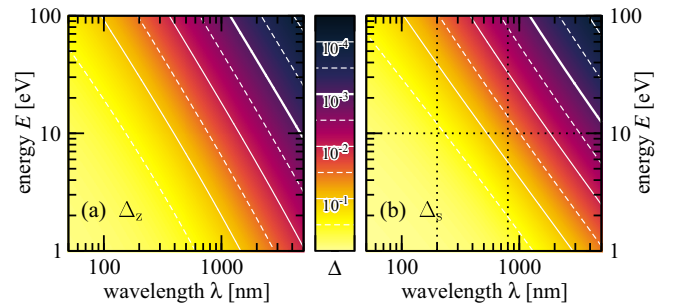 100
10
1
energy E [eV]
(a) Δz
100 1000
wavelength λ [nm]
10-4
10-3
10-2
10-1
Δ
(b) Δs
100 1000
wavelength λ [nm]
100
10
1
energy E [eV]